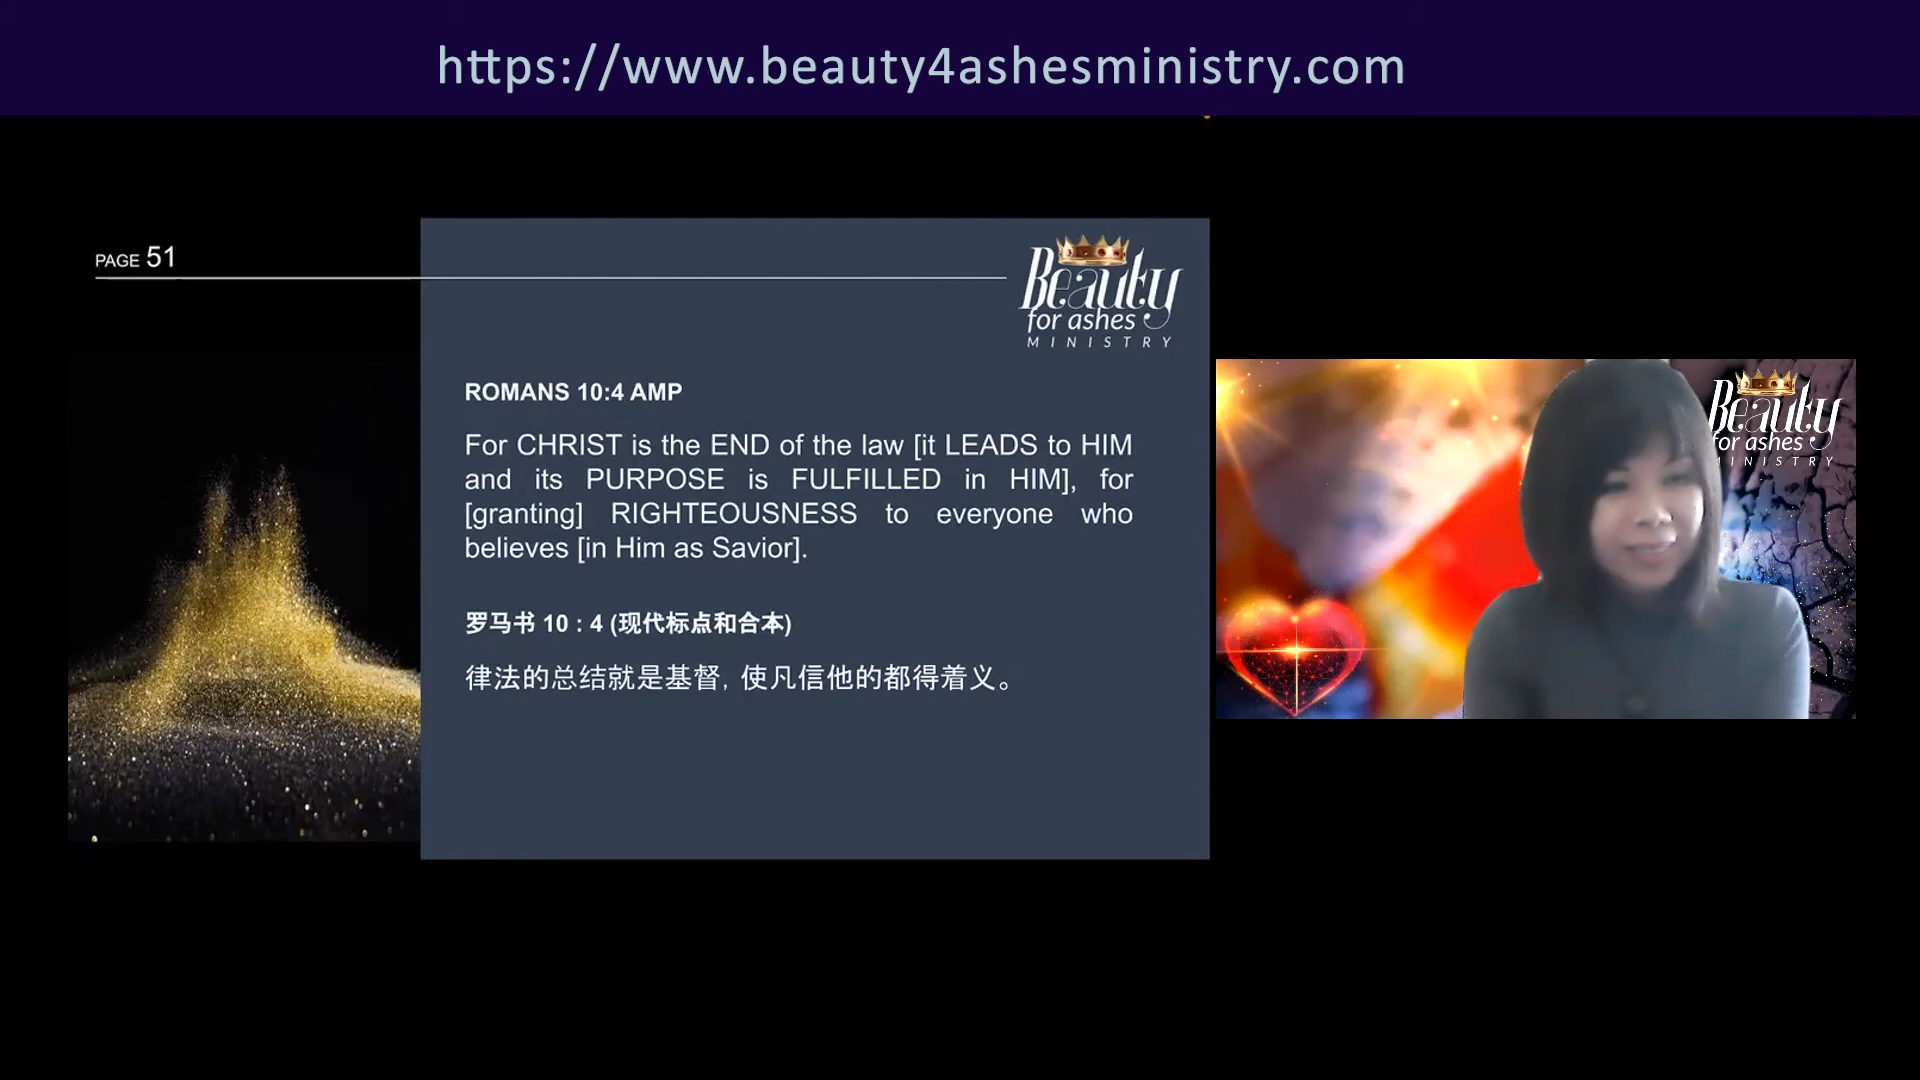 https://www.beauty4ashesministry.com
PAGE 51
Beauty
for ashes
MINISTRY
ROMANS 10:4 AMP
For CHRIST is the END of the law [it LEADS to HIM
and its PURPOSE is FULFILLED in HIM], for
[granting] RIGHTEOUSNESS to everyone who
believes [in Him as Savior].
罗马书 10 : 4 (现代标点和合本)
律法的总结就是基督, 使凡信他的都得着义。
Beauty
for ashes
MINISTRY